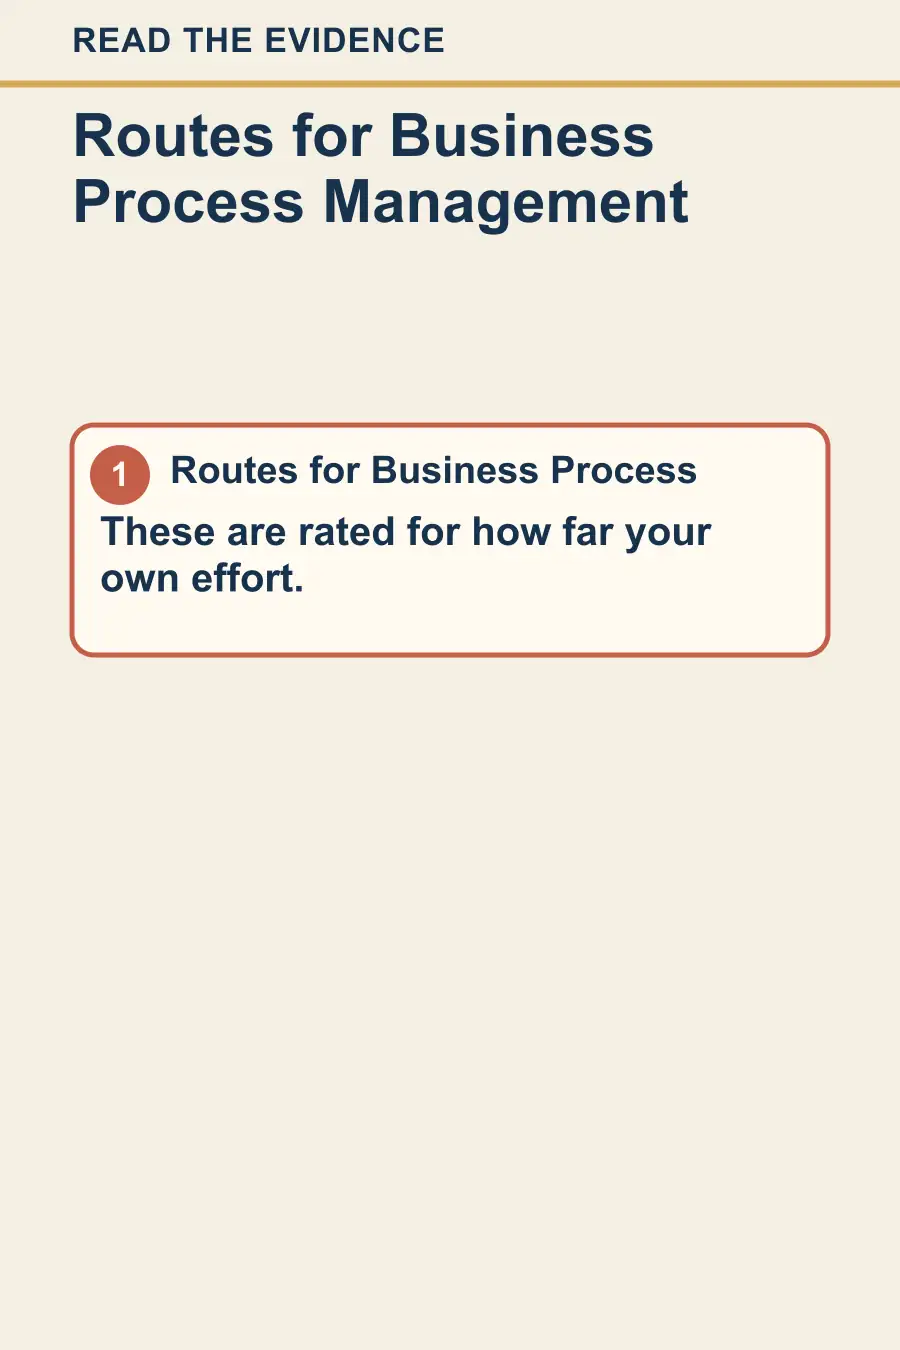 READ THE EVIDENCE
Routes for Business
Process Management
1 Routes for Business Process
These are rated for how far your
own effort.